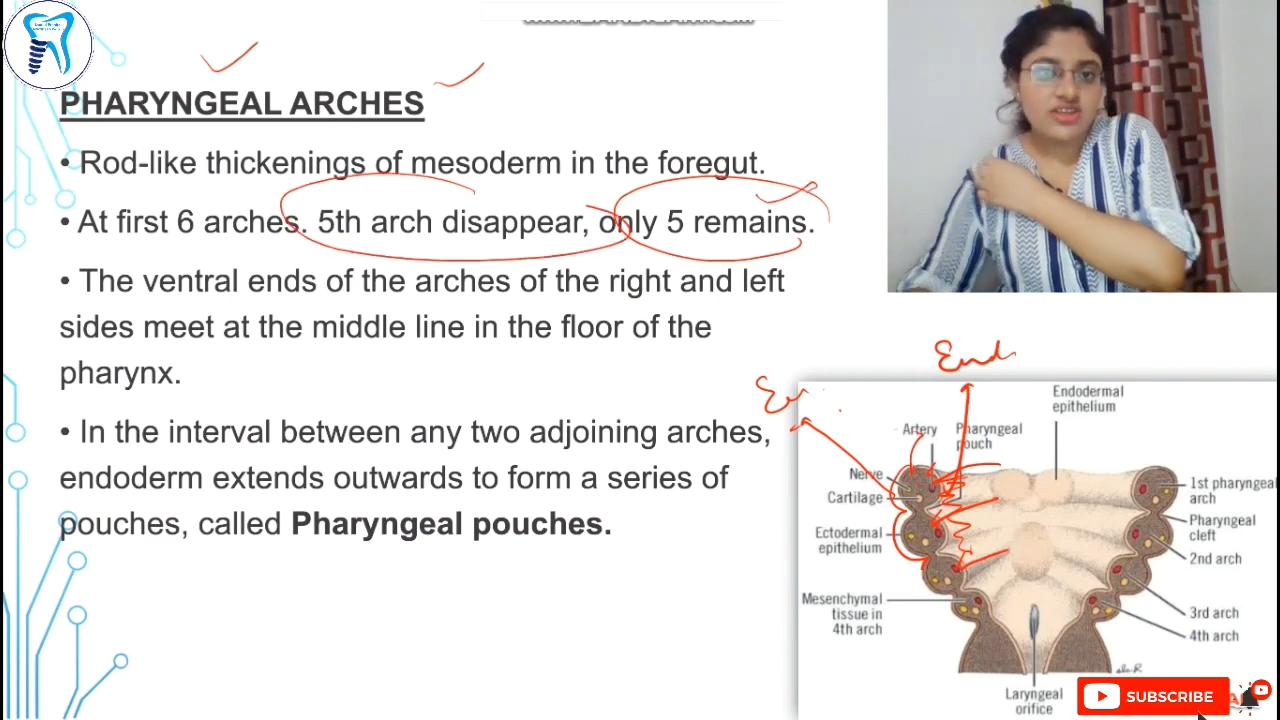 PHARYNGEAL ARCHES
• Rod-like thickenings of mesoderm in the foregut.
• At first 6 arches. 5th arch disappear, only 5 remains.
• The ventral ends of the arches of the right and left
sides meet at the middle line in the floor of the
pharynx.
• In the interval between any two adjoining arches,
endoderm extends outwards to form a series of
pouches, called Pharyngeal pouches.
End
Endodermal
epithelium
Artery
Pharyngeal
pouch
Nerve
Cartilage
Ectodermal
epithelium
Mesenchymal
tissue in
4th arch
1st pharyngeal
arch
Pharyngeal
cleft
2nd arch
3rd arch
4th arch
Laryngeal
orifice
SUBSCRIBE